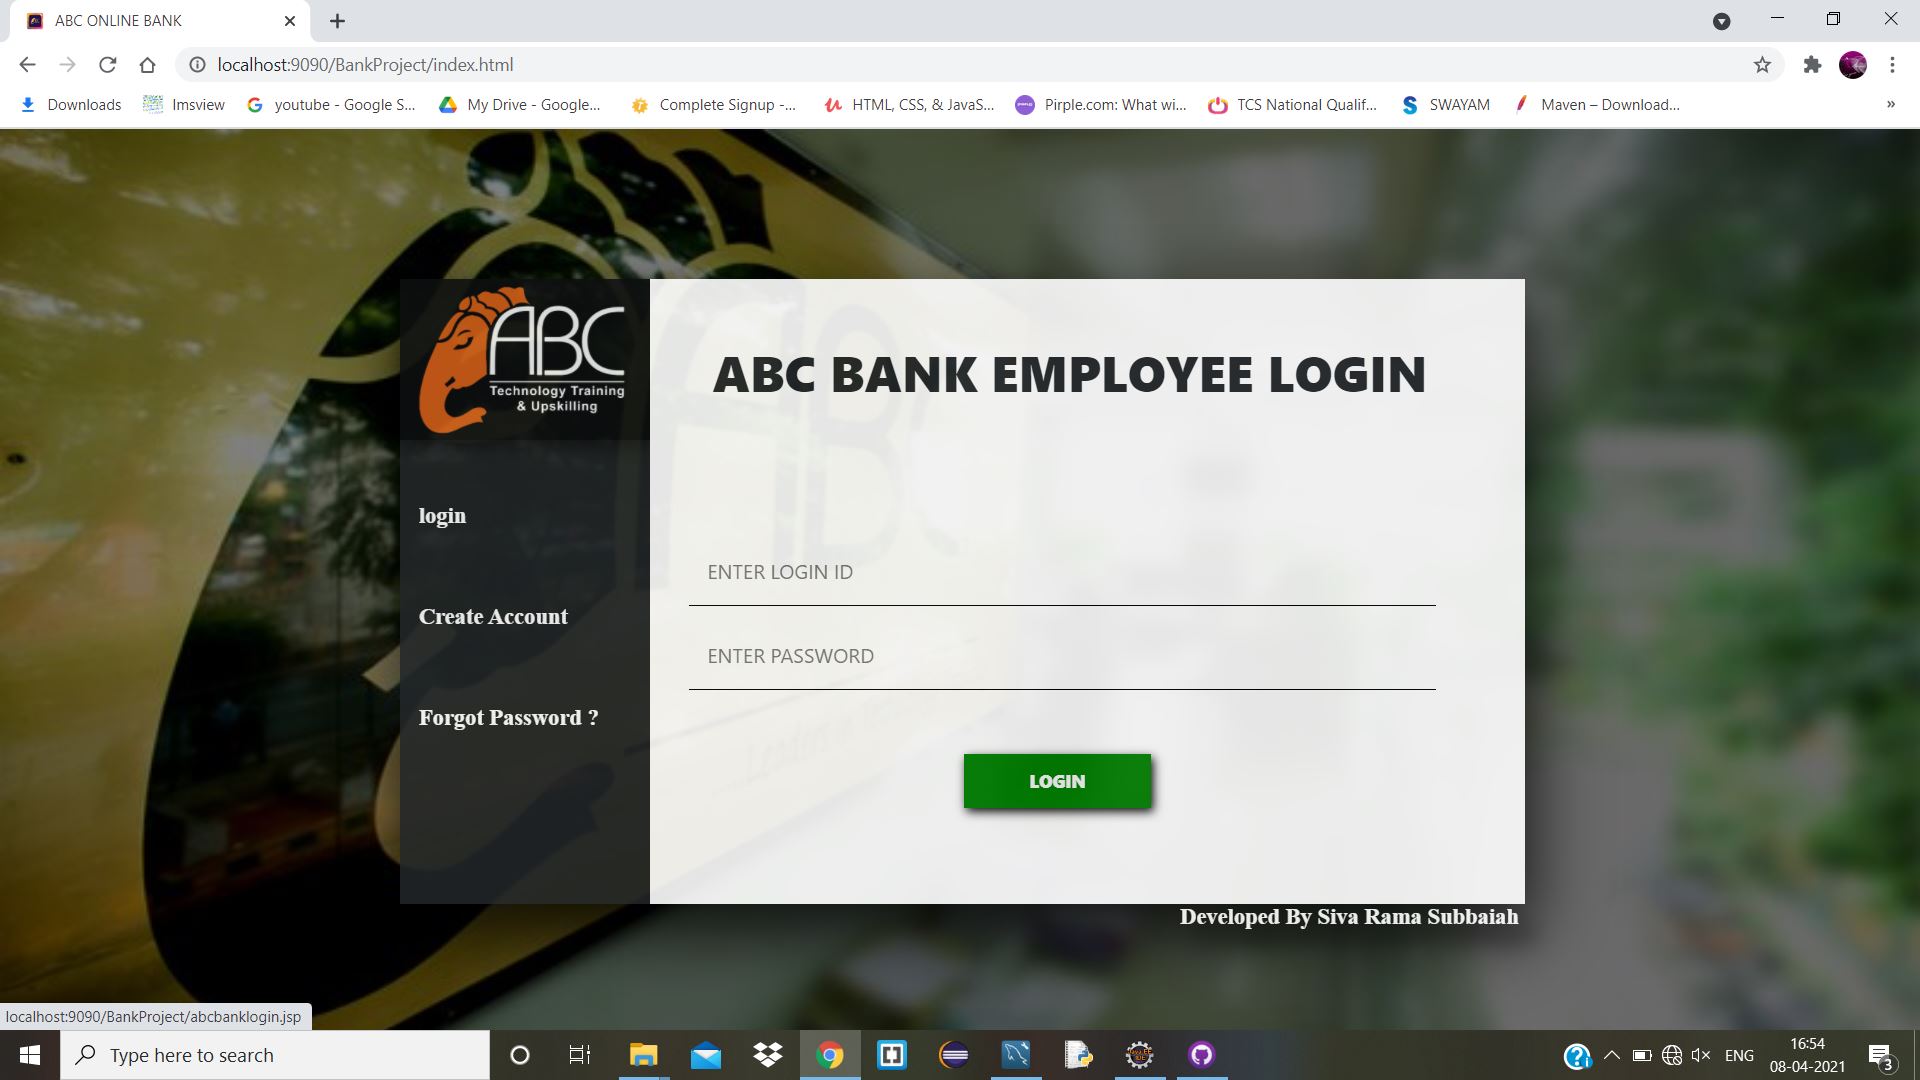 ABC ONLINE BANK
localhost:9090/BankProject/index.html
Downloads
Imsview
youtube - Google S...
My Drive - Google...
Complete Signup -...
HTML, CSS, & JavaS...
Pirple.com: What wi...
TCS National Qualif...
SWAYAM
Maven – Download...
»
ABC
Technology Training
& Upskilling
ABC BANK EMPLOYEE LOGIN
login
ENTER LOGIN ID
Create Account
ENTER PASSWORD
Forgot Password ?
LOGIN
Developed By Siva Rama Subbaiah
localhost:9090/BankProject/abcbanklogin.jsp
Type here to search
ENG
16:54
08-04-2021
3